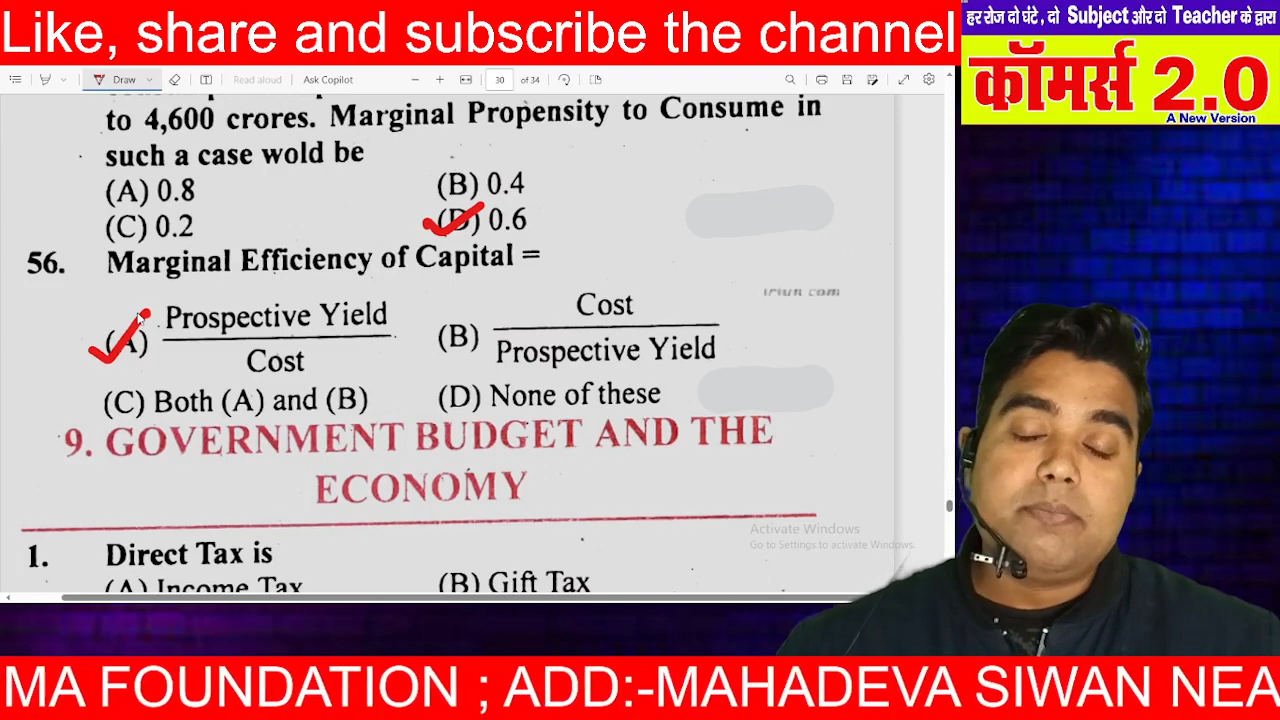 Like, share and subscribe the channel
हर रोज दो घंटे, दो Subject और दो Teacher के द्वारा
कॉमर्स 2.0
A New Version
Draw
Read aloud
Ask Copilot
30 of 34
to 4,600 crores. Marginal Propensity to Consume in
such a case wold be
(A) 0.8 (B) 0.4
(C) 0.2 (D) 0.6
56. Marginal Efficiency of Capital =
(A) Prospective Yield
Cost
(B) Cost
Prospective Yield
(C) Both (A) and (B) (D) None of these
9. GOVERNMENT BUDGET AND THE
ECONOMY
Activate Windows
Go to Settings to activate Windows.
1. Direct Tax is
(A) Income Tax (B) Gift Tax
MA FOUNDATION ; ADD:-MAHADEVA SIWAN NEA